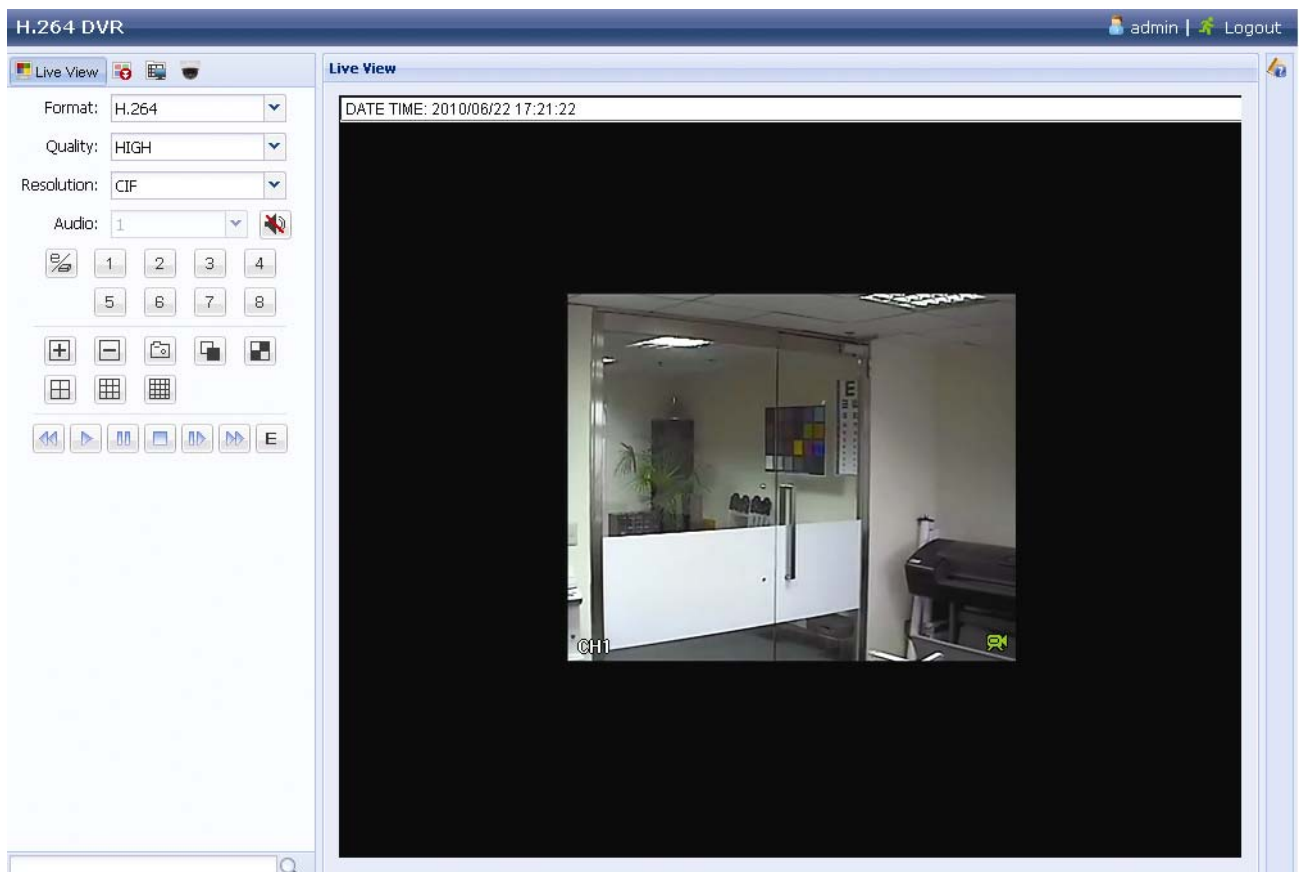 H.264 DVR
admin | Logout
Live View
Live View
Format: H.264
Quality: HIGH
Resolution: CIF
Audio: 1
1 2 3 4
5 6 7 8
E
DATE TIME: 2010/06/22 17:21:22
E
CH1